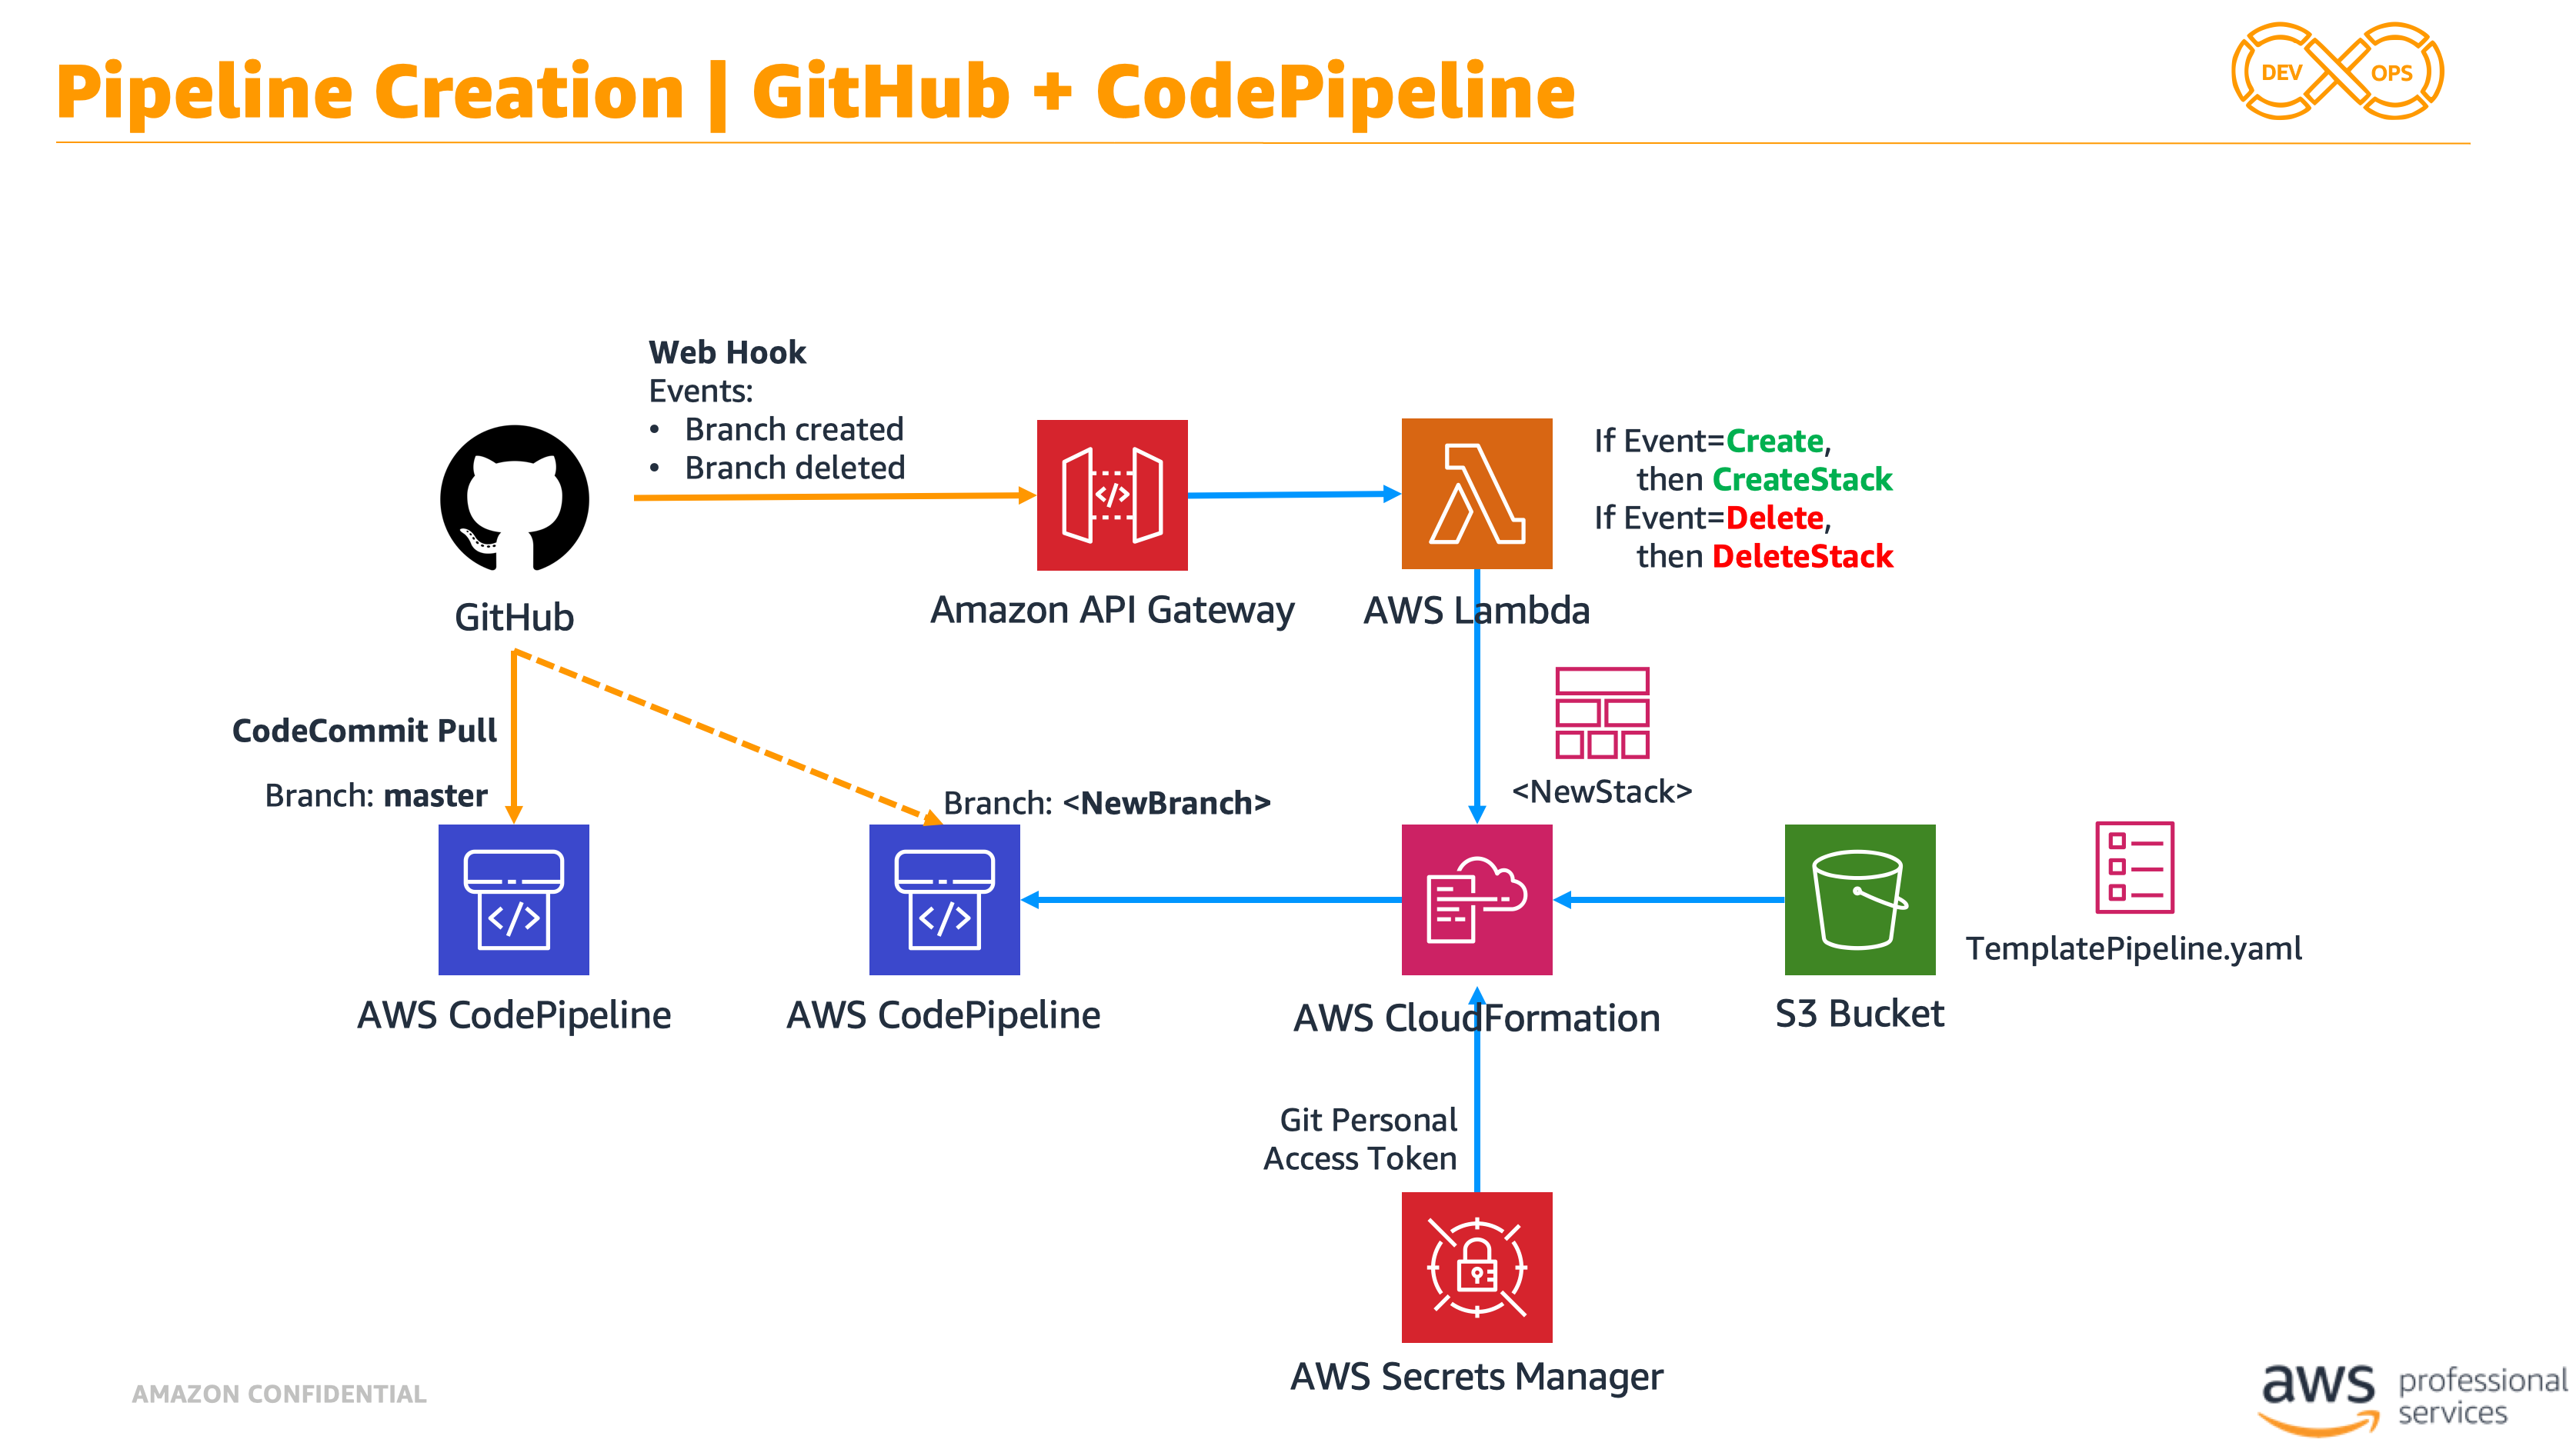 Pipeline Creation | GitHub + CodePipeline
DEV OPS
Web Hook
Events:
• Branch created
• Branch deleted
If Event=Create,
then CreateStack
If Event=Delete,
then DeleteStack
GitHub
Amazon API Gateway
AWS Lambda
CodeCommit Pull
Branch: master
Branch: <NewBranch>
<NewStack>
TemplatePipeline.yaml
AWS CodePipeline
AWS CodePipeline
AWS CloudFormation
S3 Bucket
Git Personal
Access Token
AWS Secrets Manager
AMAZON CONFIDENTIAL
aws professional
services